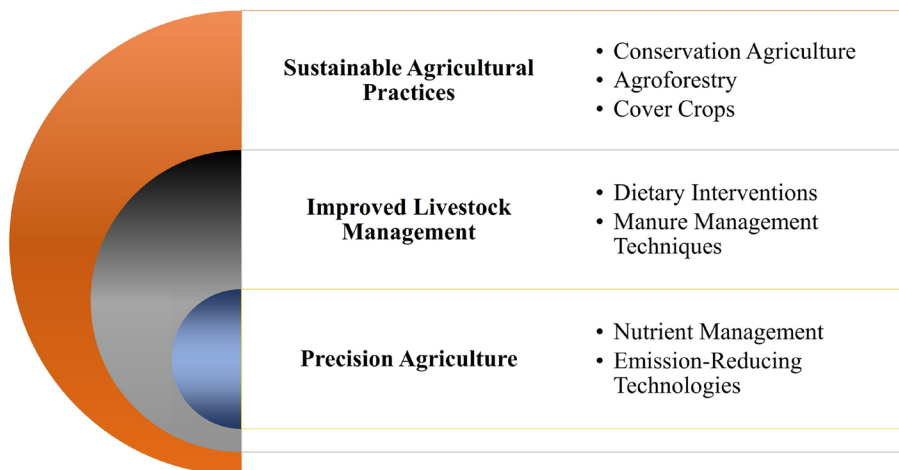 Sustainable Agricultural
Practices
• Conservation Agriculture
• Agroforestry
• Cover Crops
Improved Livestock
Management
• Dietary Interventions
• Manure Management
Techniques
Precision Agriculture
• Nutrient Management
• Emission-Reducing
Technologies